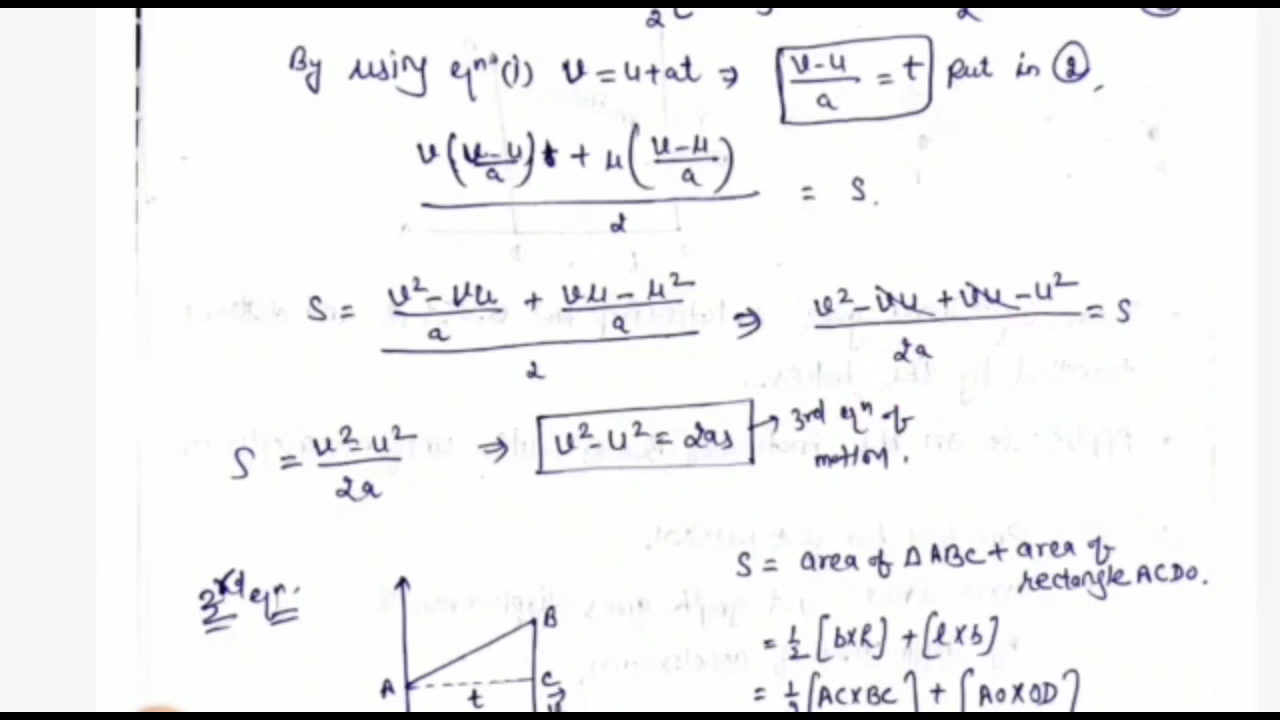 By using eqn (i) v = u+at ⇒ v-u/a = t put in ②,
v(v-u/a)t + u(v-u/a) / 2 = S.
S = v²-vu/a + vu-u²/a / 2 ⇒ v²-vu+vu-u²/2a = S
S = v²-u²/2a ⇒ v²-u² = 2as → 3rd eqn of
motion.
3rd eqn.
S = area of Δ ABC + area of
rectangle ACDO.
= 1/2 [b×h] + [l×b]
= 1/2 [AC×BC] + [AO×OD]
B
A
t
C